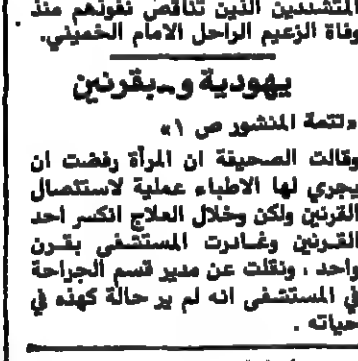 المتشددين الذين تناقص نفوذهم منذ
وفاة الزعيم الراحل الامام الخميني.
يهودية و-بقرنين
«تتمة المنشور ص ١»
وقالت الصحيفة ان المرأة رفضت ان
يجري لها الاطباء عملية لاستئصال
القرنين ولكن وخلال العلاج انكسر احد
القرنين وغادرت المستشفى بقرن
واحد . ونقلت عن مدير قسم الجراحة
في المستشفى انه لم ير حالة كهذه في
حياته .